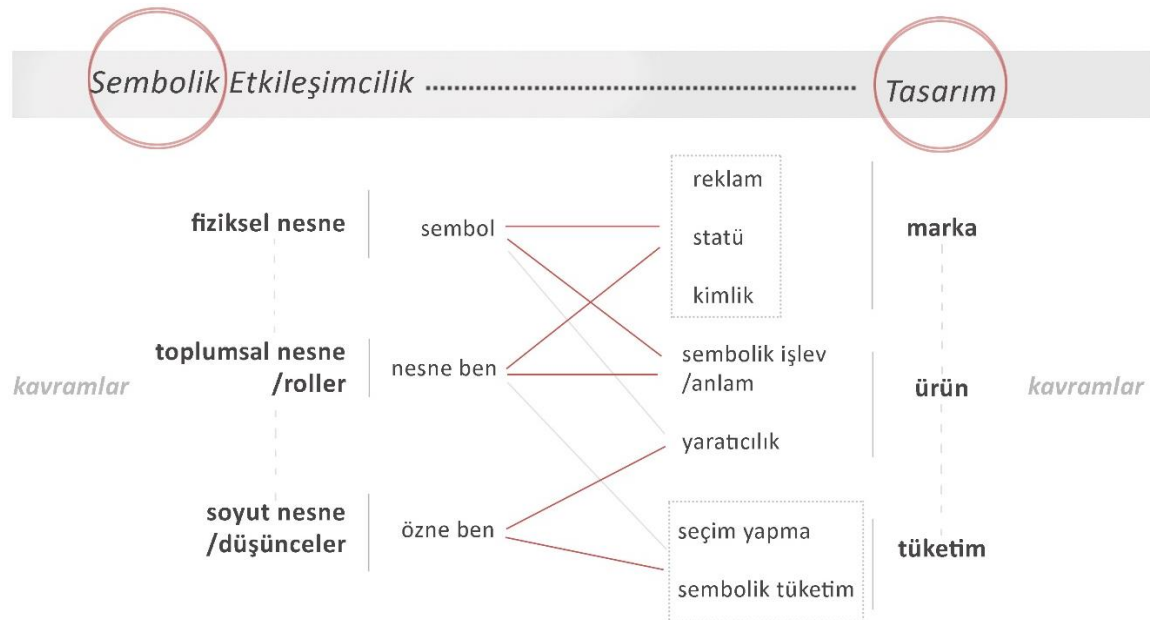 Sembolik Etkileşimcilik ................................................ Tasarım
fiziksel nesne
toplumsal nesne
/roller
soyut nesne
/düşünceler
kavramlar
sembol
nesne ben
özne ben
reklam
statü
kimlik
sembolik işlev
/anlam
yaratıcılık
seçim yapma
sembolik tüketim
marka
ürün
tüketim
kavramlar